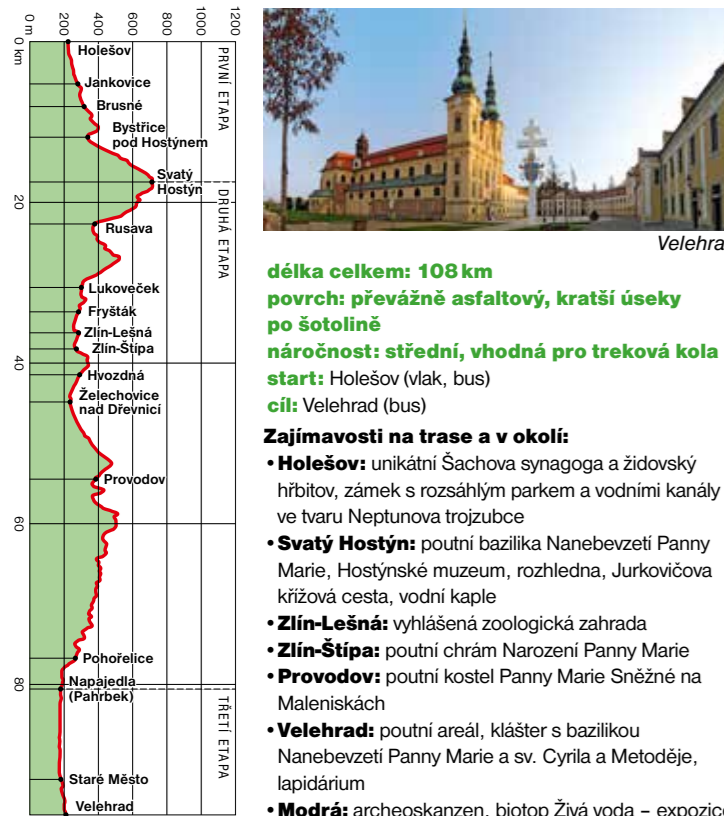 1200
1000
800
600
400
200
0 m
0 km
20
40
60
80
PRVNÍ ETAPA
DRUHÁ ETAPA
TŘETÍ ETAPA
Holešov
Jankovice
Brusné
Bystřice
pod Hostýnem
Svatý
Hostýn
Rusava
Lukoveček
Fryšták
Zlín-Lešná
Zlín-Štípa
Hvozdná
Želechovice
nad Dřevnicí
Provodov
Pohořelice
Napajedla
(Pahrbek)
Staré Město
Velehrad
Velehra
délka celkem: 108 km
povrch: převážně asfaltový, kratší úseky
po šotolině
náročnost: střední, vhodná pro treková kola
start: Holešov (vlak, bus)
cíl: Velehrad (bus)
Zajímavosti na trase a v okolí:
• Holešov: unikátní Šachova synagoga a židovský
hřbitov, zámek s rozsáhlým parkem a vodními kanály
ve tvaru Neptunova trojzubce
• Svatý Hostýn: poutní bazilika Nanebevzetí Panny
Marie, Hostýnské muzeum, rozhledna, Jurkovičova
křížová cesta, vodní kaple
• Zlín-Lešná: vyhlášená zoologická zahrada
• Zlín-Štípa: poutní chrám Narození Panny Marie
• Provodov: poutní kostel Panny Marie Sněžné na
Maleniskách
• Velehrad: poutní areál, klášter s bazilikou
Nanebevzetí Panny Marie a sv. Cyrila a Metoděje,
lapidárium
• Modrá: archeoskanzen, biotop Živá voda – expozice